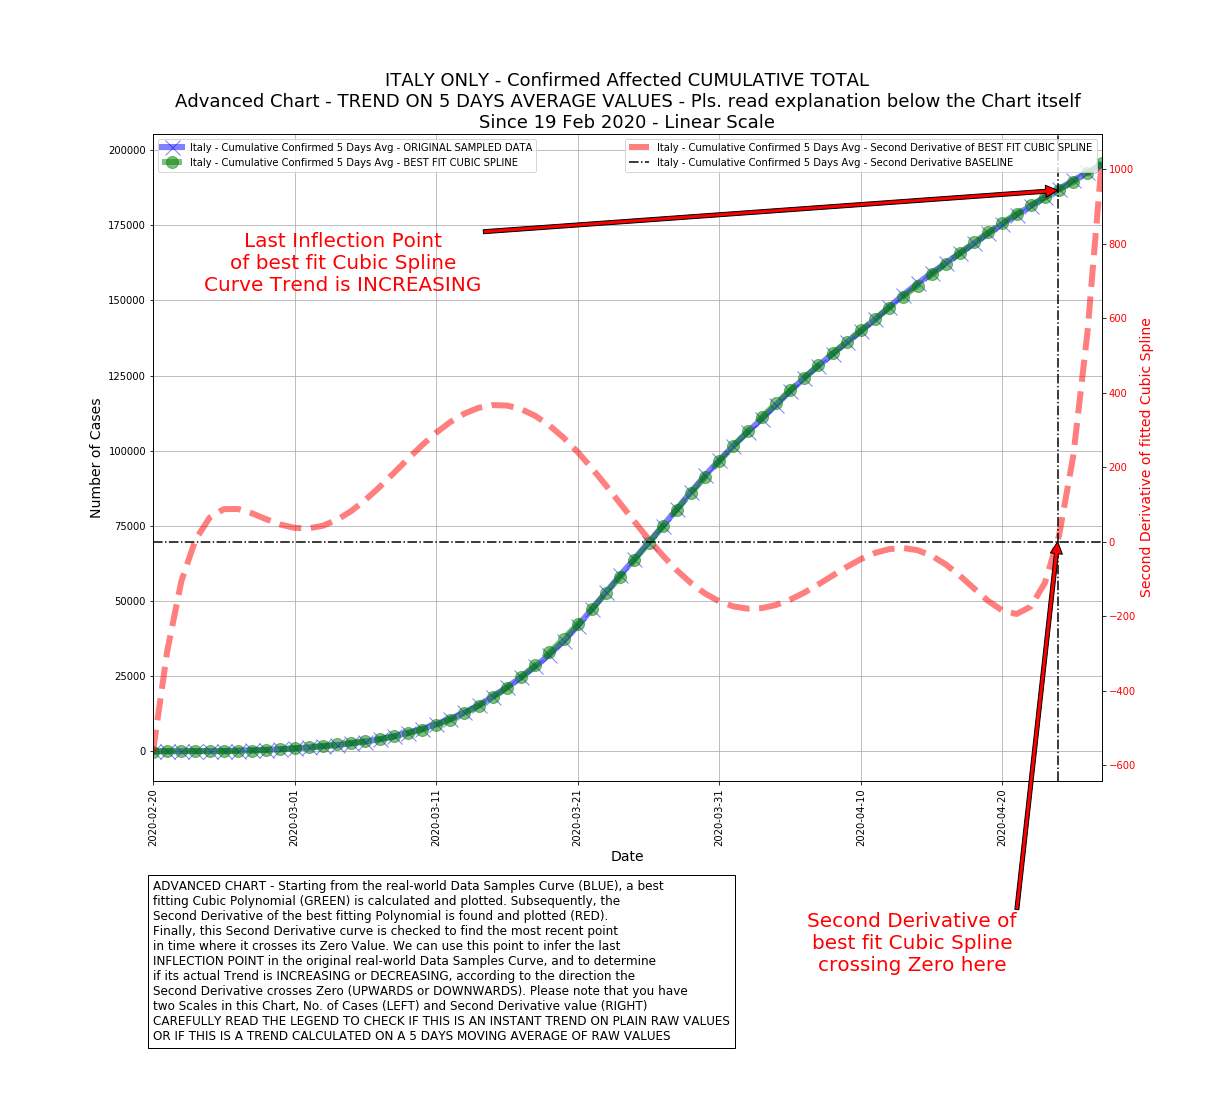 ITALY ONLY - Confirmed Affected CUMULATIVE TOTAL
Advanced Chart - TREND ON 5 DAYS AVERAGE VALUES - Pls. read explanation below the Chart itself
Since 19 Feb 2020 - Linear Scale
Italy - Cumulative Confirmed 5 Days Avg - ORIGINAL SAMPLED DATA
Italy - Cumulative Confirmed 5 Days Avg - BEST FIT CUBIC SPLINE
Italy - Cumulative Confirmed 5 Days Avg - Second Derivative of BEST FIT CUBIC SPLINE
Italy - Cumulative Confirmed 5 Days Avg - Second Derivative BASELINE
Last Inflection Point
of best fit Cubic Spline
Curve Trend is INCREASING
Number of Cases
200000
175000
150000
125000
100000
75000
50000
25000
0
1000
800
600
400
200
0
−200
−400
−600
Second Derivative of fitted Cubic Spline
2020-02-20
2020-03-01
2020-03-11
2020-03-21
2020-03-31
2020-04-10
2020-04-20
Date
ADVANCED CHART - Starting from the real-world Data Samples Curve (BLUE), a best
fitting Cubic Polynomial (GREEN) is calculated and plotted. Subsequently, the
Second Derivative of the best fitting Polynomial is found and plotted (RED).
Finally, this Second Derivative curve is checked to find the most recent point
in time where it crosses its Zero Value. We can use this point to infer the last
INFLECTION POINT in the original real-world Data Samples Curve, and to determine
if its actual Trend is INCREASING or DECREASING, according to the direction the
Second Derivative crosses Zero (UPWARDS or DOWNWARDS). Please note that you have
two Scales in this Chart, No. of Cases (LEFT) and Second Derivative value (RIGHT)
CAREFULLY READ THE LEGEND TO CHECK IF THIS IS AN INSTANT TREND ON PLAIN RAW VALUES
OR IF THIS IS A TREND CALCULATED ON A 5 DAYS MOVING AVERAGE OF RAW VALUES
Second Derivative of
best fit Cubic Spline
crossing Zero here